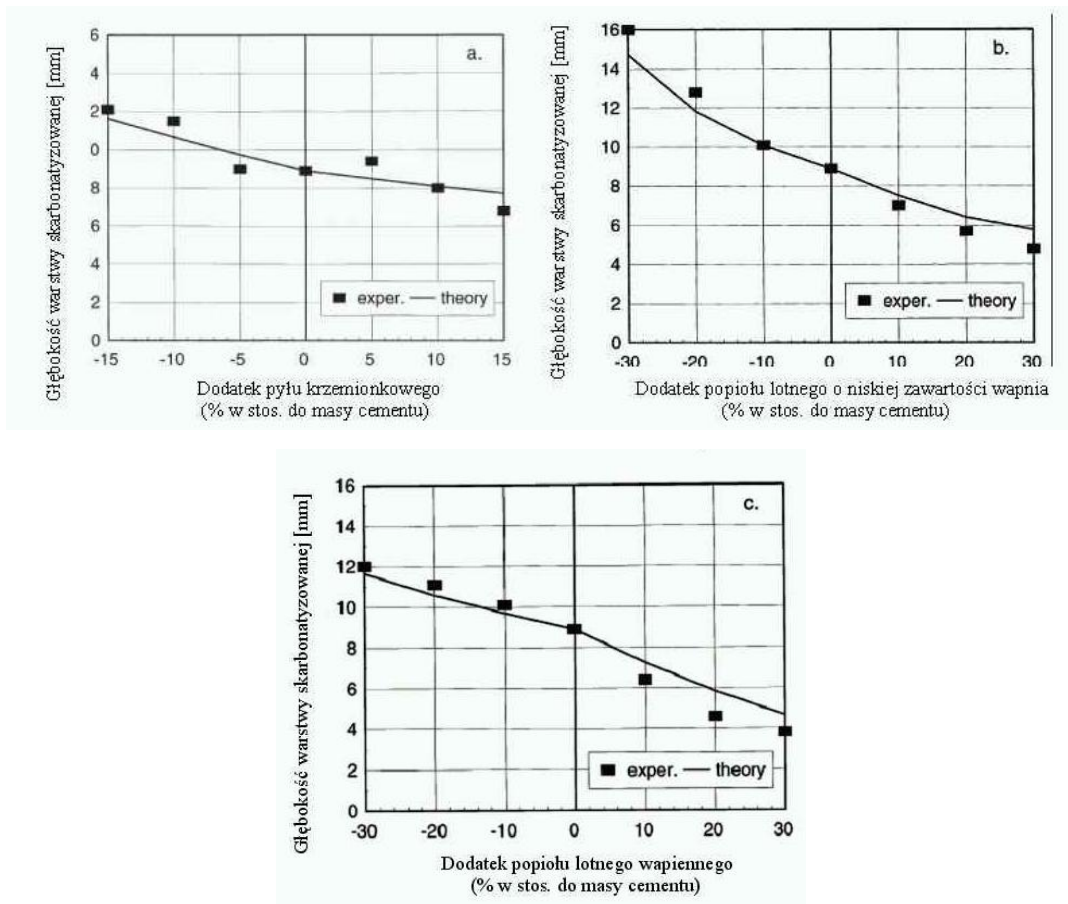 Głębokość warstwy skarbonatyzowanej [mm]
6
4
2
0
8
6
4
2
0
a.
exper. theory
-15 -10 -5 0 5 10 15
Dodatek pyłu krzemionkowego
(% w stos. do masy cementu)
Głębokość warstwy skarbonatyzowanej [mm]
16
14
12
10
8
6
4
2
0
b.
exper. theory
-30 -20 -10 0 10 20 30
Dodatek popiołu lotnego o niskiej zawartości wapnia
(% w stos. do masy cementu)
Głębokość warstwy skarbonatyzowanej [mm]
16
14
12
10
8
6
4
2
0
c.
exper. theory
-30 -20 -10 0 10 20 30
Dodatek popiołu lotnego wapiennego
(% w stos. do masy cementu)